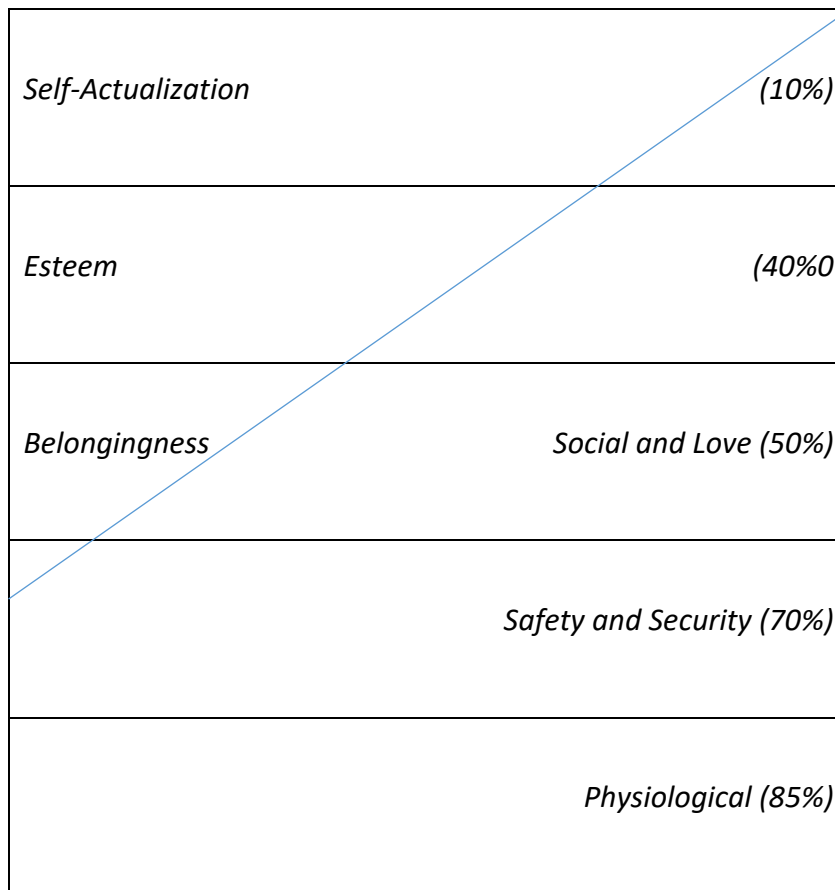 Self-Actualization (10%)
Esteem (40%0
Belongingness Social and Love (50%)
Safety and Security (70%)
Physiological (85%)